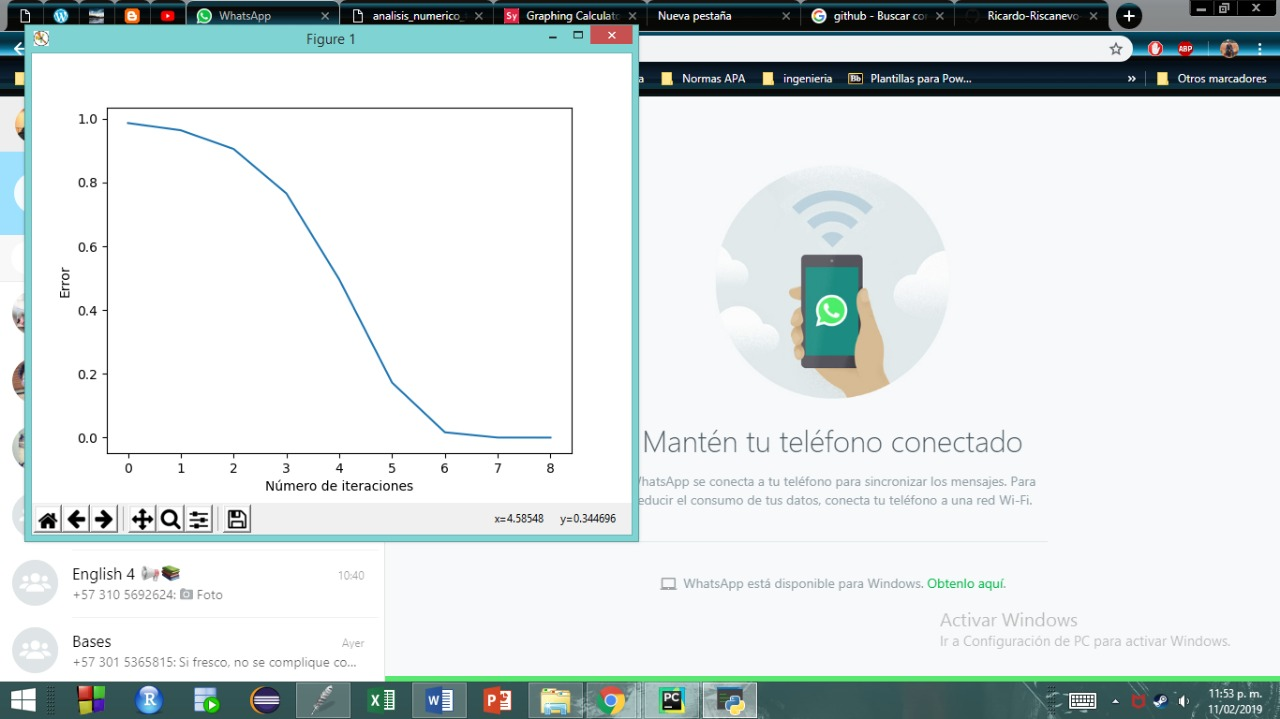 WhatsApp
analisis_numerico_
Graphing Calculato
Nueva pestaña
github - Buscar co
Ricardo-Riscanevo
Figure 1
Normas APA
ingenieria
Plantillas para Pow...
»
Otros marcadores
ABP
1.0
0.8
0.6
0.4
0.2
0.0
Error
0 1 2 3 4 5 6 7 8
Número de iteraciones
x=4.58548 y=0.344696
Mantén tu teléfono conectado
WhatsApp se conecta a tu teléfono para sincronizar los mensajes. Para
educir el consumo de tus datos, conecta tu teléfono a una red Wi-Fi.
WhatsApp está disponible para Windows. Obtenlo aquí.
English 4
10:40
+57 310 5692624: Foto
Bases
Ayer
+57 301 5365815: Si fresco, no se complique co...
Activar Windows
Ir a Configuración de PC para activar Windows.
11:53 p. m.
11/02/2019